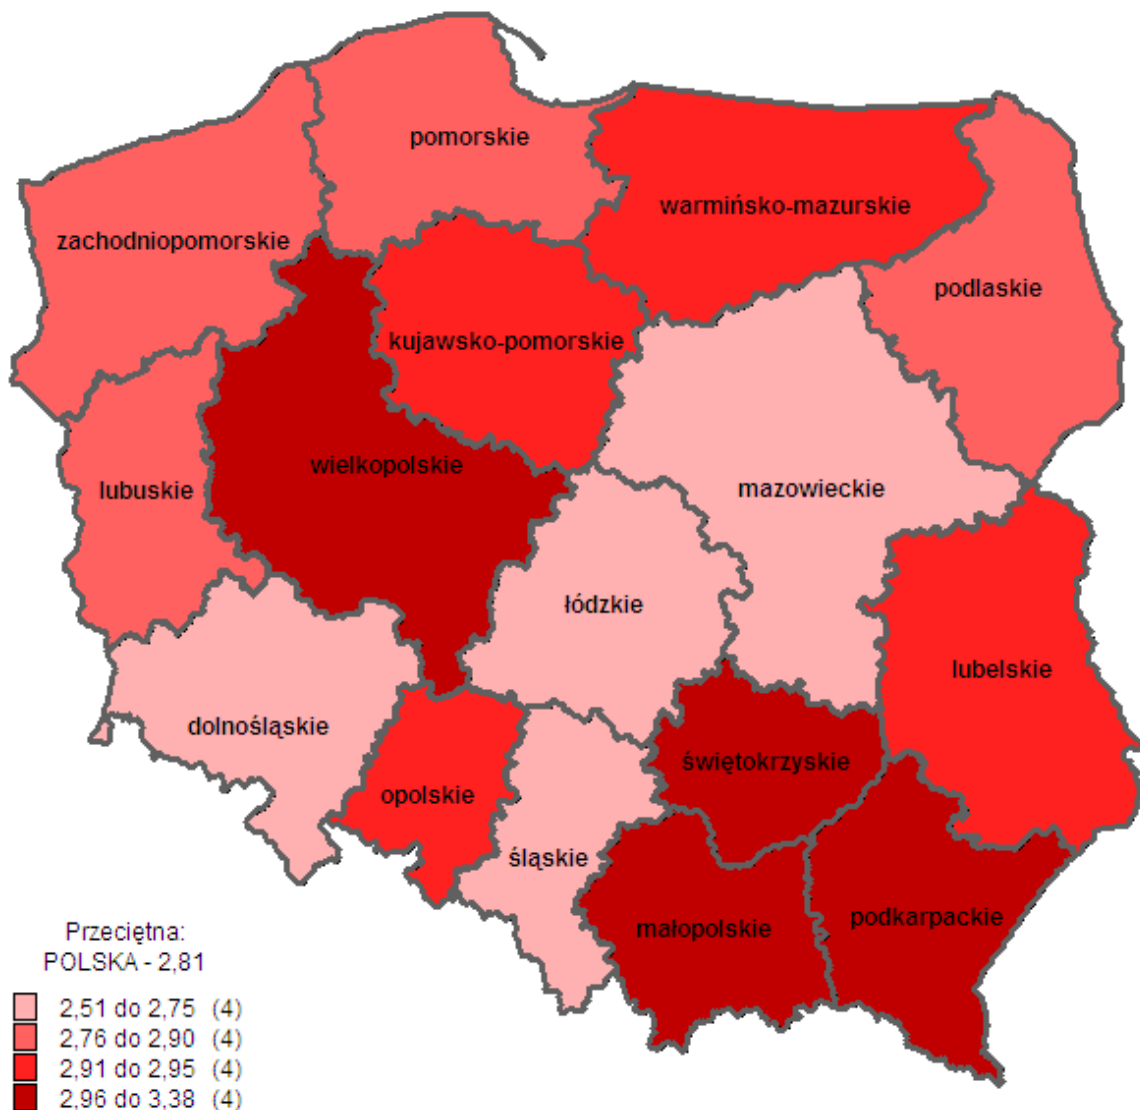 pomorskie
warmińsko-mazurskie
zachodniopomorskie
podlaskie
kujawsko-pomorskie
wielkopolskie
lubuskie
mazowieckie
łódzkie
lubelskie
dolnośląskie
świętokrzyskie
opolskie
śląskie
małopolskie
podkarpackie
Przeciętna:
POLSKA - 2,81
2,51 do 2,75 (4)
2,76 do 2,90 (4)
2,91 do 2,95 (4)
2,96 do 3,38 (4)